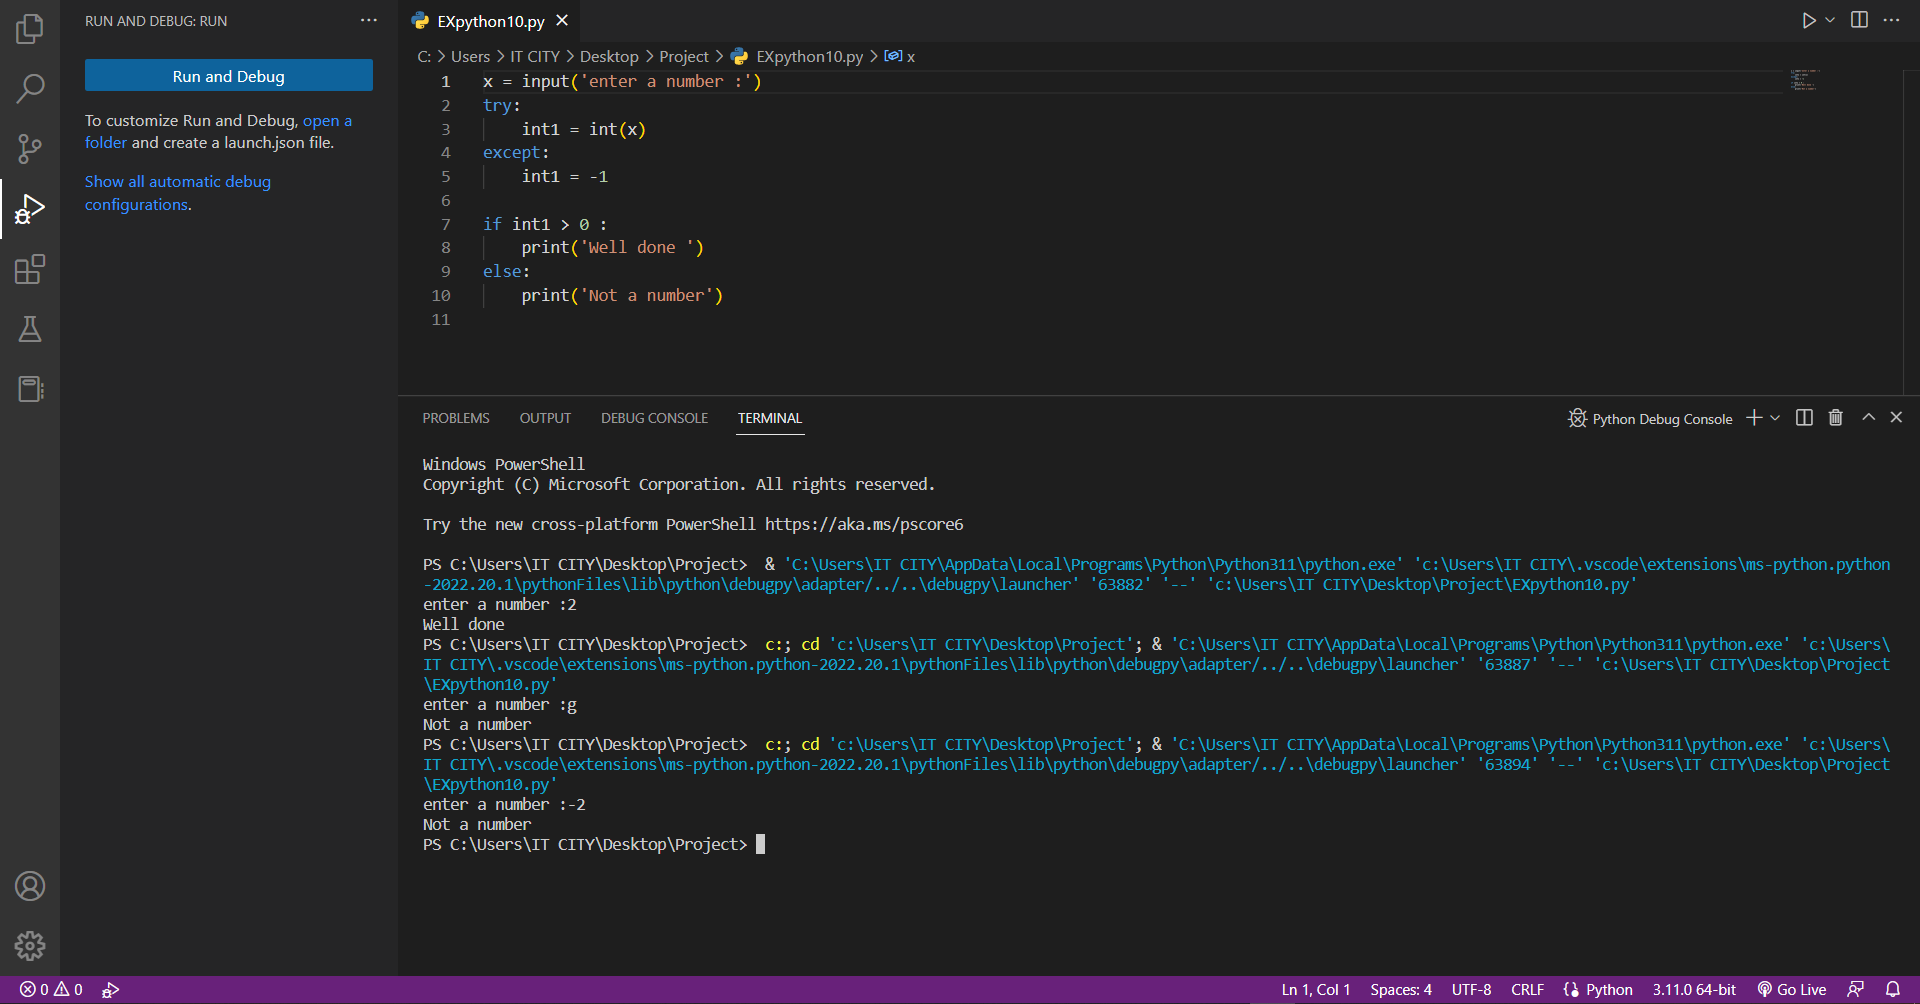 RUN AND DEBUG: RUN
Run and Debug
To customize Run and Debug, open a
folder and create a launch.json file.
Show all automatic debug
configurations.
EXpython10.py
C: > Users > IT CITY > Desktop > Project > EXpython10.py > x
1 x = input('enter a number :')
2 try:
3     int1 = int(x)
4 except:
5     int1 = -1
6
7 if int1 > 0 :
8     print('Well done ')
9 else:
10     print('Not a number')
11
PROBLEMS OUTPUT DEBUG CONSOLE TERMINAL
Python Debug Console
Windows PowerShell
Copyright (C) Microsoft Corporation. All rights reserved.
Try the new cross-platform PowerShell https://aka.ms/pscore6
PS C:\Users\IT CITY\Desktop\Project>  & 'C:\Users\IT CITY\AppData\Local\Programs\Python\Python311\python.exe' 'c:\Users\IT CITY\.vscode\extensions\ms-python.python
-2022.20.1\pythonFiles\lib\python\debugpy\adapter/../..\debugpy\launcher' '63882' '--' 'c:\Users\IT CITY\Desktop\Project\EXpython10.py'
enter a number :2
Well done
PS C:\Users\IT CITY\Desktop\Project>  c:; cd 'c:\Users\IT CITY\Desktop\Project'; & 'C:\Users\IT CITY\AppData\Local\Programs\Python\Python311\python.exe' 'c:\Users\
IT CITY\.vscode\extensions\ms-python.python-2022.20.1\pythonFiles\lib\python\debugpy\adapter/../..\debugpy\launcher' '63887' '--' 'c:\Users\IT CITY\Desktop\Project
\EXpython10.py'
enter a number :g
Not a number
PS C:\Users\IT CITY\Desktop\Project>  c:; cd 'c:\Users\IT CITY\Desktop\Project'; & 'C:\Users\IT CITY\AppData\Local\Programs\Python\Python311\python.exe' 'c:\Users\
IT CITY\.vscode\extensions\ms-python.python-2022.20.1\pythonFiles\lib\python\debugpy\adapter/../..\debugpy\launcher' '63894' '--' 'c:\Users\IT CITY\Desktop\Project
\EXpython10.py'
enter a number :-2
Not a number
PS C:\Users\IT CITY\Desktop\Project>
0 0 Ln 1, Col 1 Spaces: 4 UTF-8 CRLF Python 3.11.0 64-bit Go Live